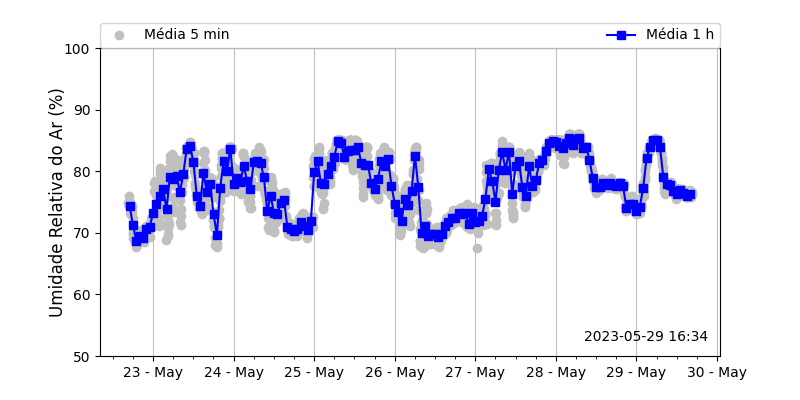 Média 5 min
Média 1 h
100
90
80
70
60
50
Umidade Relativa do Ar (%)
2023-05-29 16:34
23 - May
24 - May
25 - May
26 - May
27 - May
28 - May
29 - May
30 - May